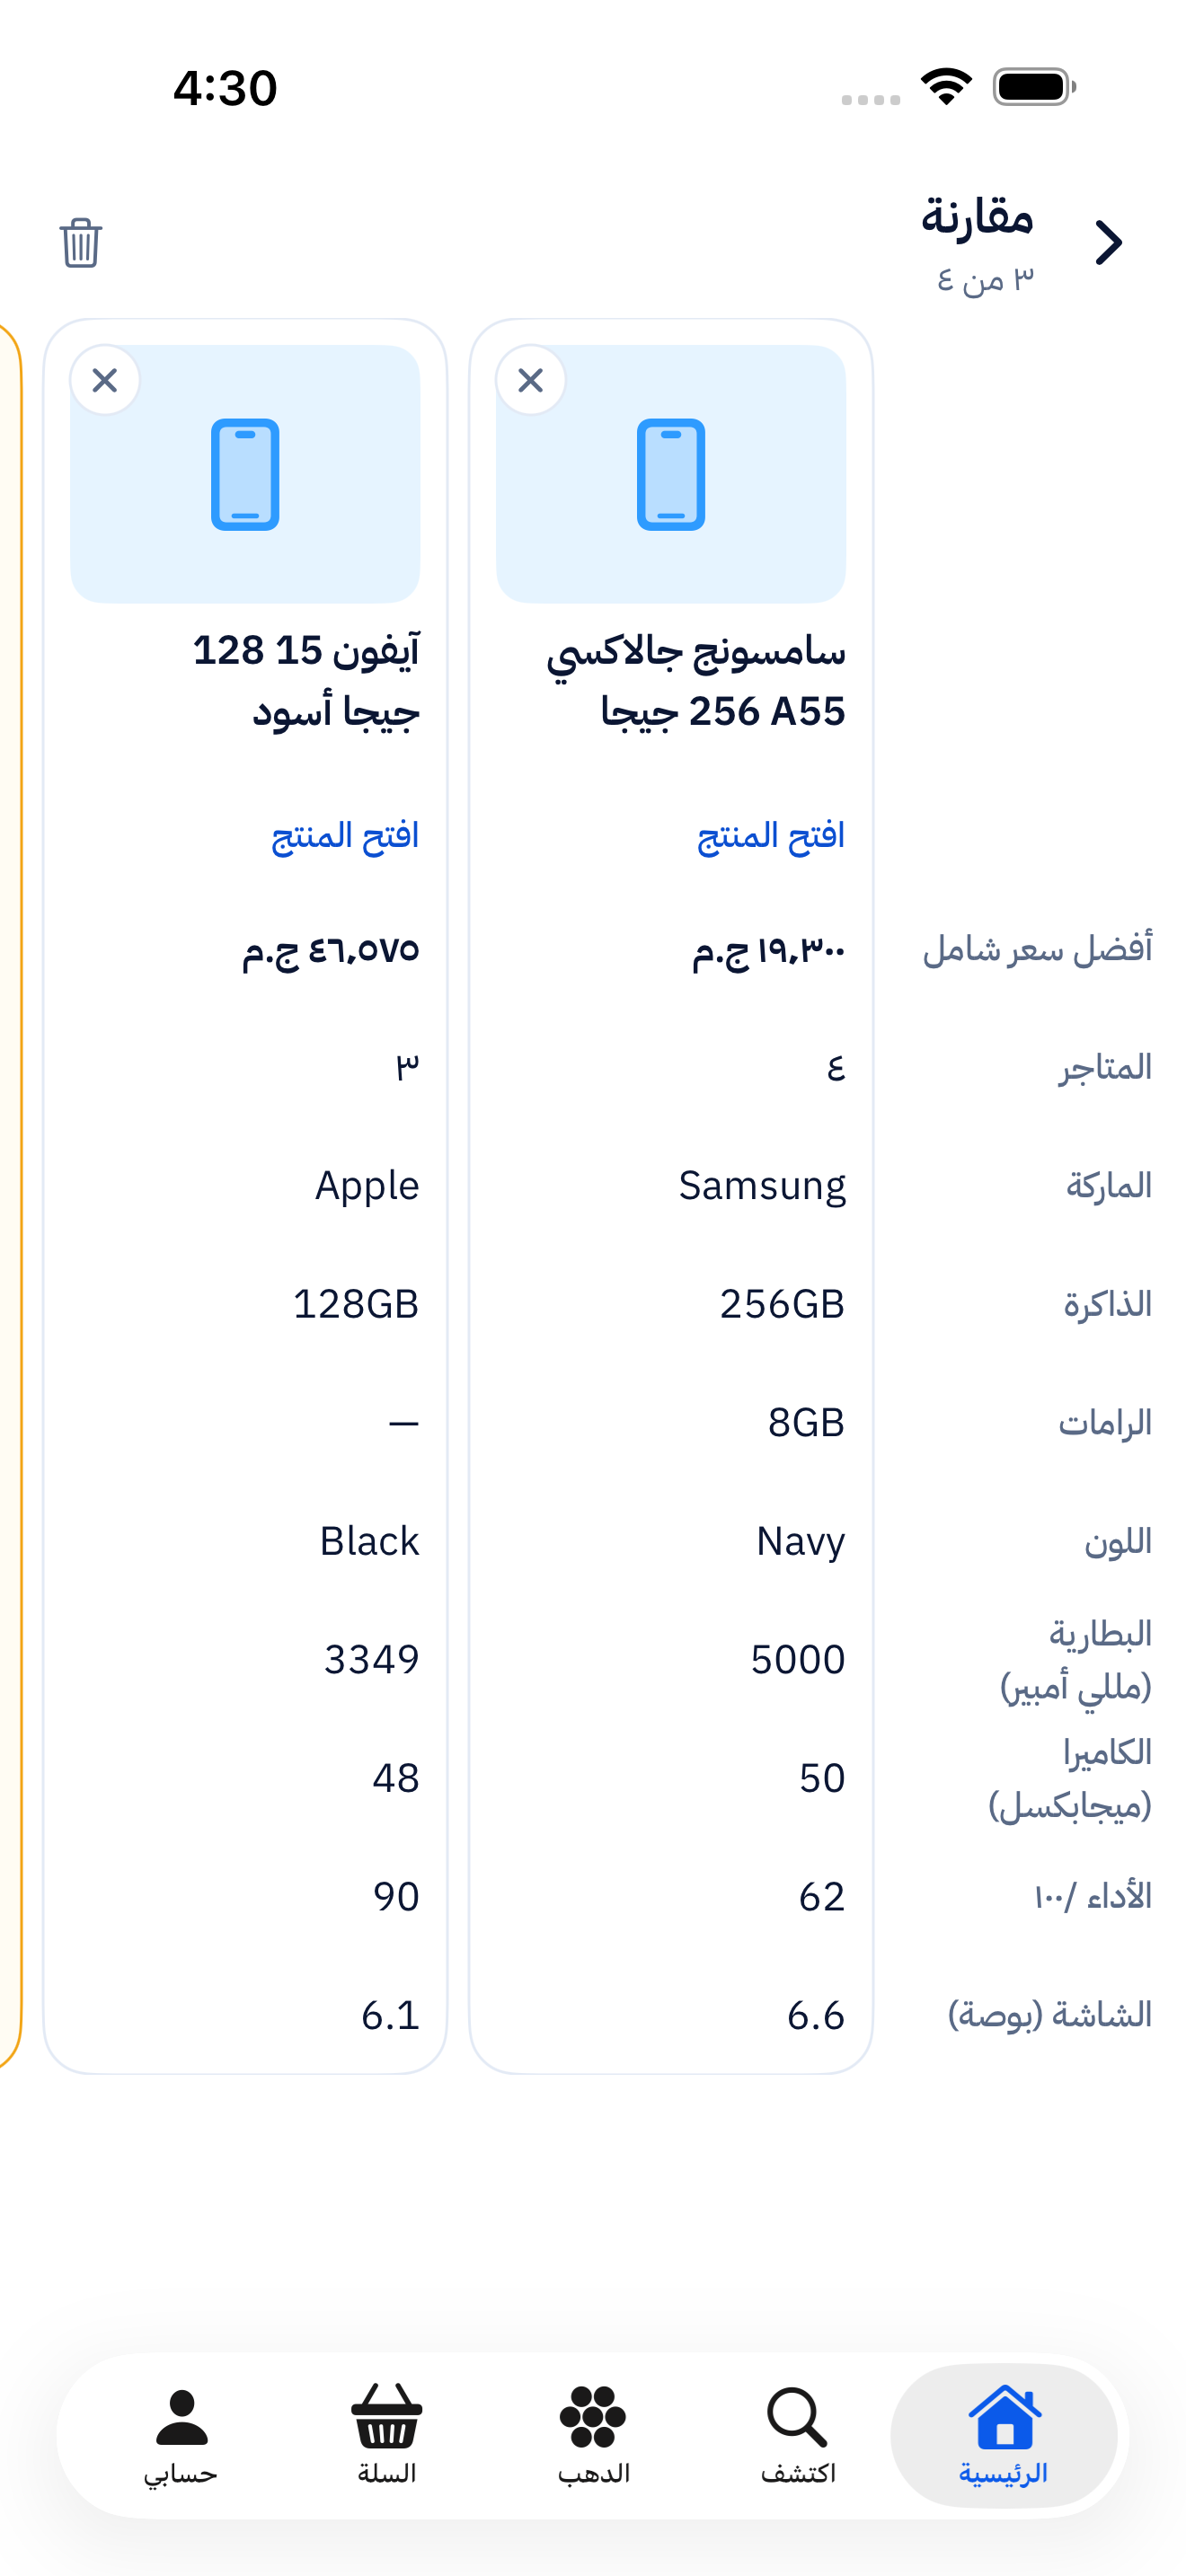 4:30
مقارنة
٣ من ٤
سامسونج جالاكسي
A55 256 جيجا
آيفون 15 128
جيجا أسود
افتح المنتج
افتح المنتج
أفضل سعر شامل
١٩,٣٠٠ ج.م
٤٦,٥٧٥ ج.م
المتاجر
٤
٣
الماركة
Samsung
Apple
الذاكرة
256GB
128GB
الرامات
8GB
—
اللون
Navy
Black
البطارية
(مللي أمبير)
5000
3349
الكاميرا
(ميجابكسل)
50
48
الأداء /١٠٠
62
90
الشاشة (بوصة)
6.6
6.1
الرئيسية
اكتشف
الدهب
السلة
حسابي